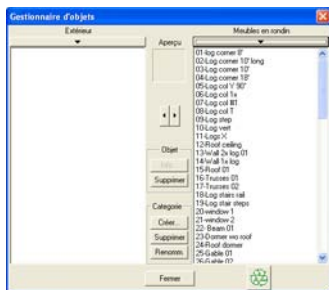 Gestionnaire d'objets
Extérieur
Aperçu
Meubles en rondin
01-log corner 8'
02-Log corner 10' long
03-Log corner 10'
04-Log corner 18'
05-Log col Y 90°
06-Log col 1x
07-Log col III1
08-Log col T
09-Log step
10-Log vert
11-Logs X
12-Roof ceiling
13-Wall 2x log 01
14-Wall 1x log
15-Roof 01
16-Trusses 01
17-Trusses 02
18-Log stairs rail
19-Log stair steps
20-window 1
21-window 2
22- Beam 01
23-Dormer wo roof
24-Roof dormer
25-Gable 01
26-Gable 02
Objet
Supprimer
Categorie
Créer...
Supprimer
Renomm.
Fermer